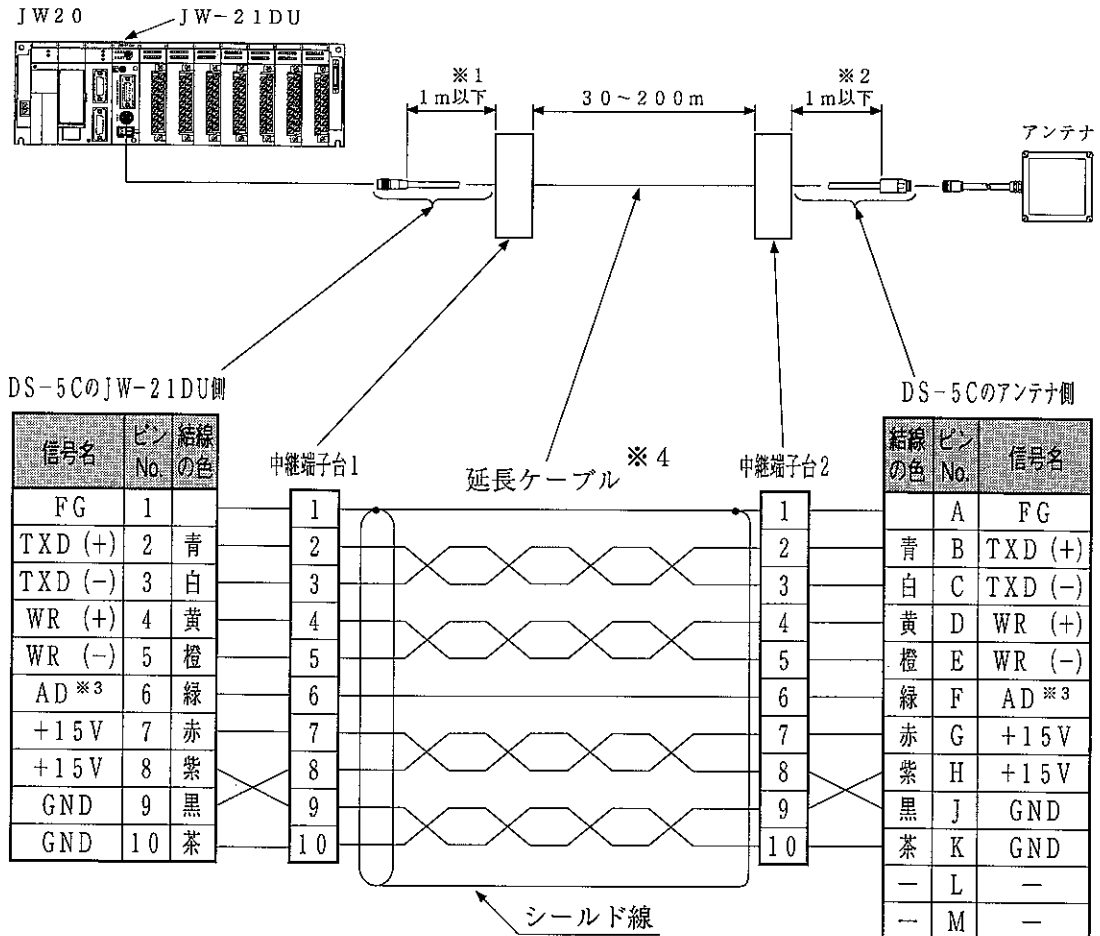 JW20
JW-21DU
※1
1m以下
30~200m
※2
1m以下
アンテナ
DS-5CのJW-21DU側
DS-5Cのアンテナ側
信号名 ピンNo. 結線の色
FG 1
TXD (+) 2 青
TXD (-) 3 白
WR (+) 4 黄
WR (-) 5 橙
AD※3 6 緑
+15V 7 赤
+15V 8 紫
GND 9 黒
GND 10 茶
中継端子台1
1
2
3
4
5
6
7
8
9
10
延長ケーブル ※4
シールド線
中継端子台2
1
2
3
4
5
6
7
8
9
10
結線の色 ピンNo. 信号名
A FG
青 B TXD (+)
白 C TXD (-)
黄 D WR (+)
橙 E WR (-)
緑 F AD※3
赤 G +15V
紫 H +15V
黒 J GND
茶 K GND
- L -
- M -